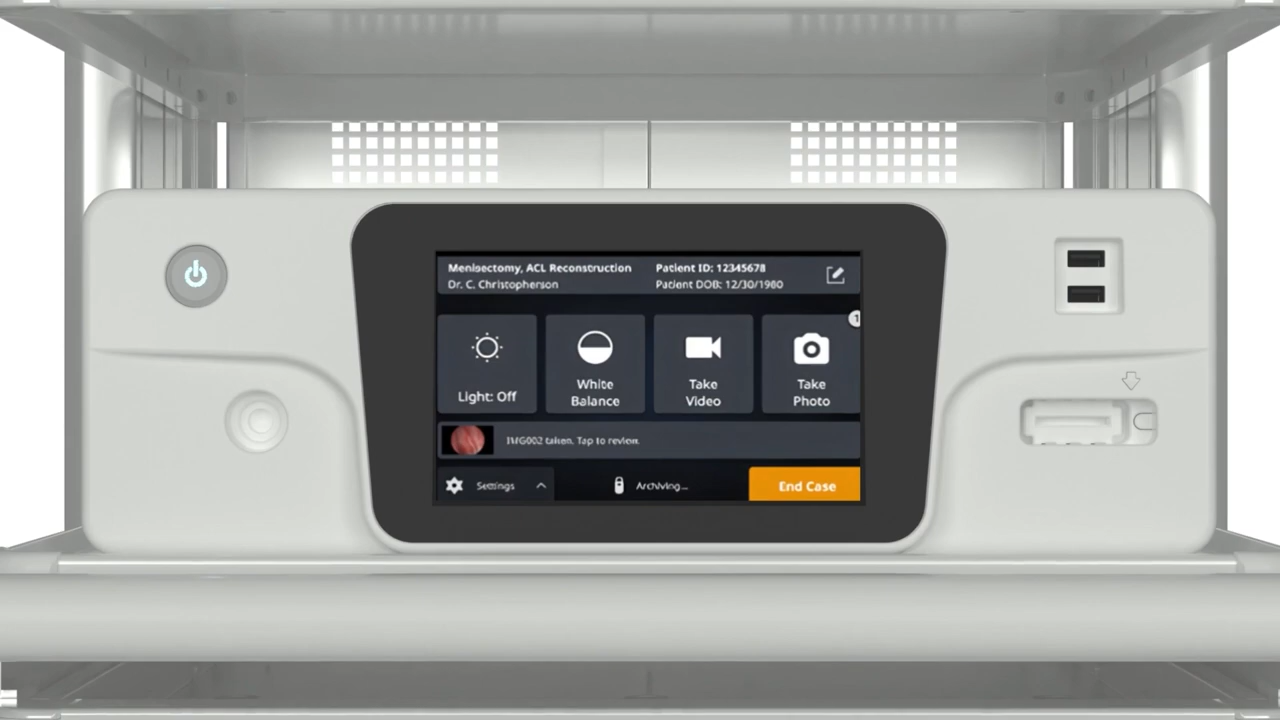 Menisectomy, ACL Reconstruction
Patient ID: 12345678
Dr. C. Christopherson
Patient DOB: 12/30/1980
1
Light: Off
White
Balance
Take
Video
Take
Photo
IMG002 taken. Tap to review.
Settings
Archiving...
End Case